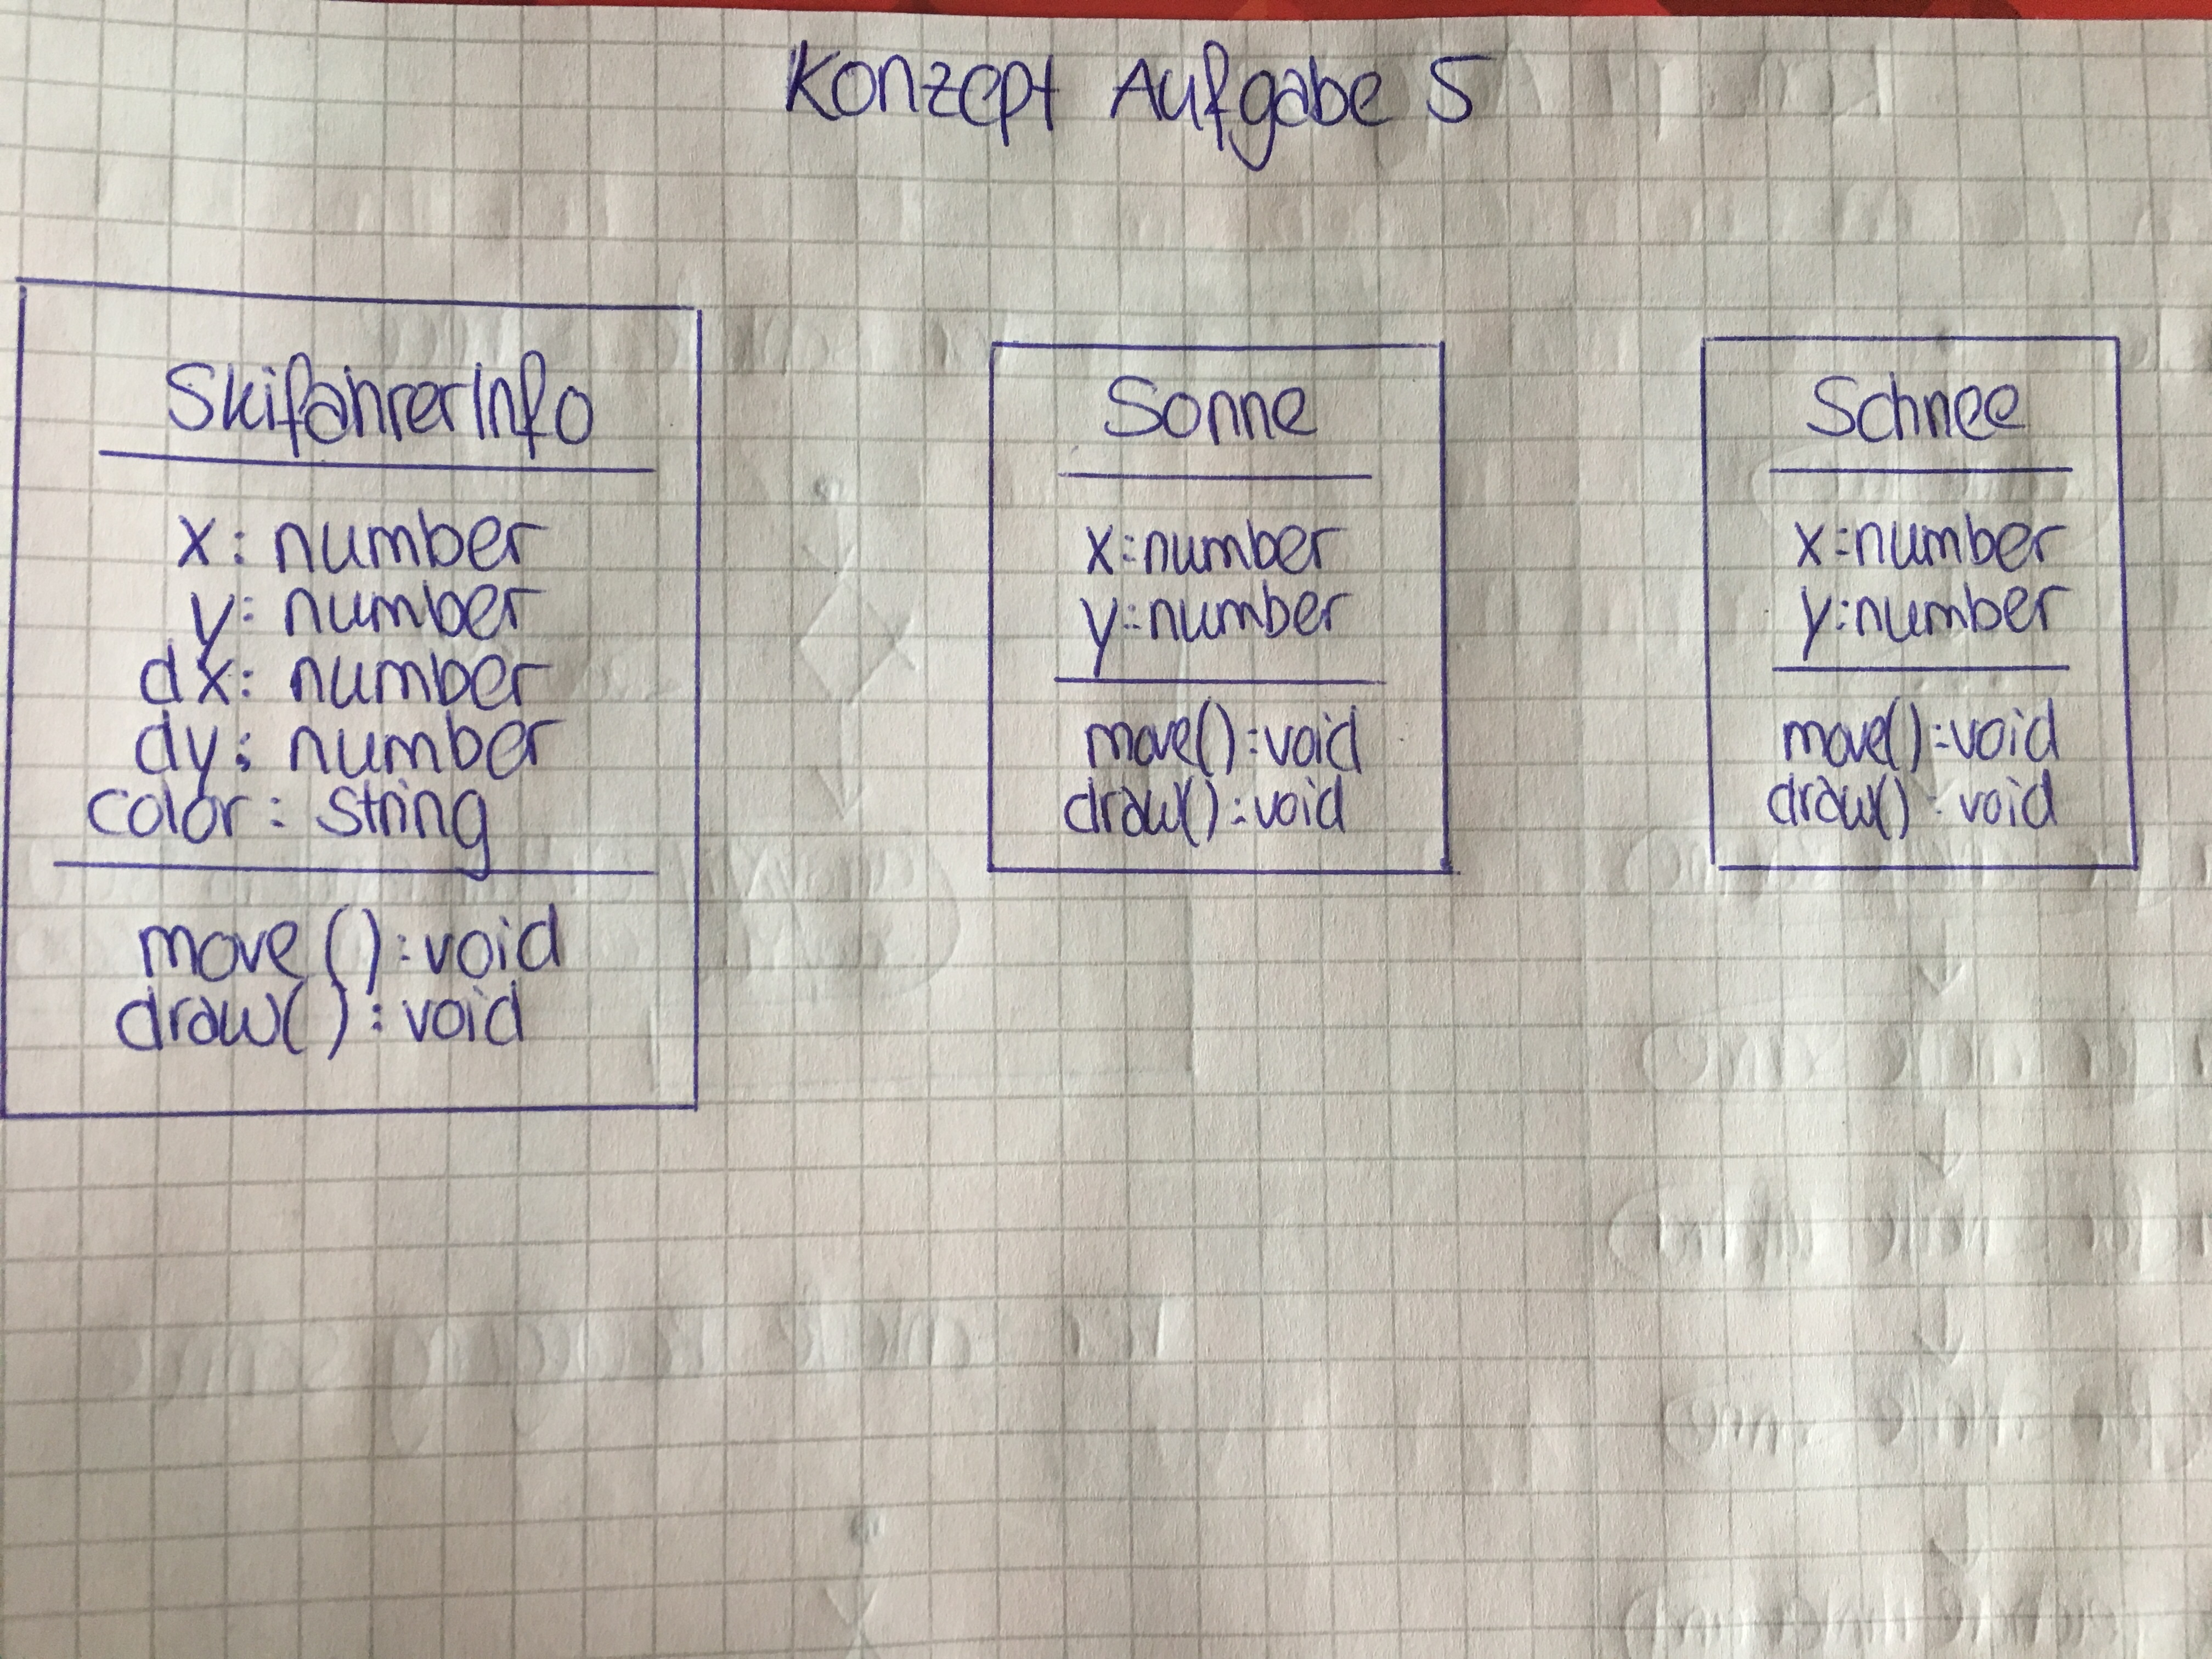 Konzept Aufgabe 5
SkifahrerInfo
x: number
y: number
dx: number
dy: number
color: string
move(): void
draw(): void
Sonne
x: number
y: number
move(): void
draw(): void
Schnee
x: number
y: number
move(): void
draw(): void